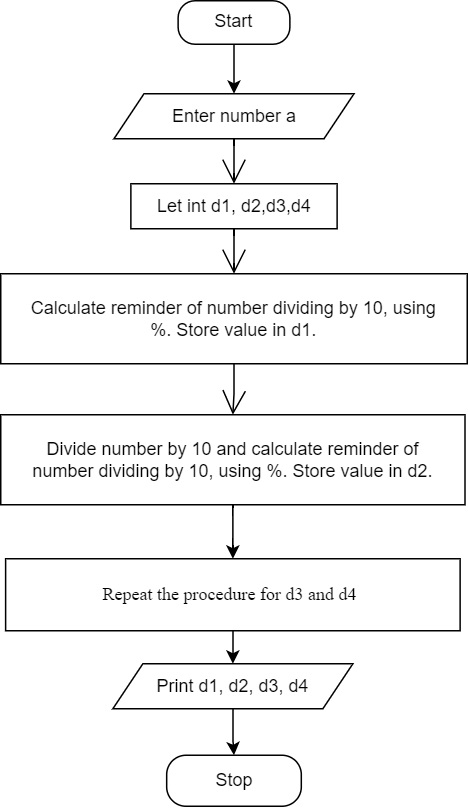 Start
Enter number a
Let int d1, d2,d3,d4
Calculate reminder of number dividing by 10, using
%. Store value in d1.
Divide number by 10 and calculate reminder of
number dividing by 10, using %. Store value in d2.
Repeat the procedure for d3 and d4
Print d1, d2, d3, d4
Stop